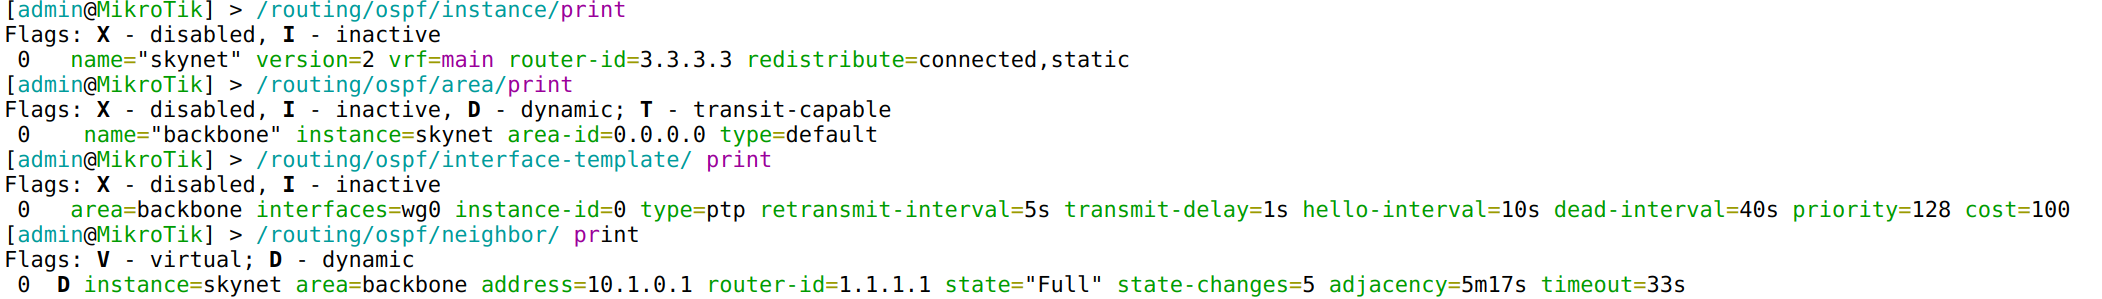 [admin@MikroTik] > /routing/ospf/instance/print
Flags: X - disabled, I - inactive
 0   name="skynet" version=2 vrf=main router-id=3.3.3.3 redistribute=connected,static
[admin@MikroTik] > /routing/ospf/area/print
Flags: X - disabled, I - inactive, D - dynamic; T - transit-capable
 0    name="backbone" instance=skynet area-id=0.0.0.0 type=default
[admin@MikroTik] > /routing/ospf/interface-template/ print
Flags: X - disabled, I - inactive
 0   area=backbone interfaces=wg0 instance-id=0 type=ptp retransmit-interval=5s transmit-delay=1s hello-interval=10s dead-interval=40s priority=128 cost=100
[admin@MikroTik] > /routing/ospf/neighbor/ print
Flags: V - virtual; D - dynamic
 0  D instance=skynet area=backbone address=10.1.0.1 router-id=1.1.1.1 state="Full" state-changes=5 adjacency=5m17s timeout=33s